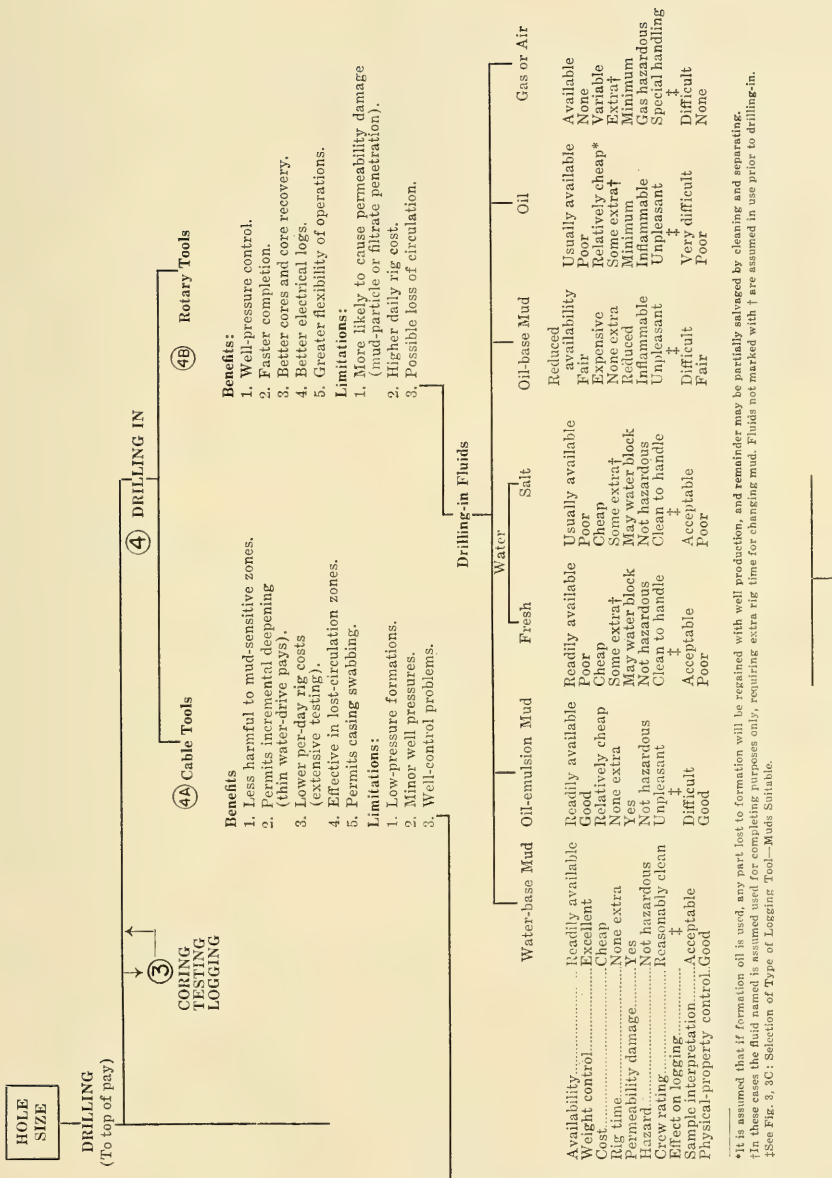 HOLE
SIZE
DRILLING
(To top of pay)
③
CORING
TESTING
LOGGING
④ DRILLING IN
④A Cable Tools
Benefits
1. Less harmful to mud-sensitive zones.
2. Permits incremental deepening
(thin water-drive pays).
3. Lower per-day rig costs
(extensive testing).
4. Effective in lost-circulation zones.
5. Permits casing swabbing.
Limitations:
1. Low-pressure formations.
2. Minor well pressures.
3. Well-control problems.
④B Rotary Tools
Benefits:
1. Well-pressure control.
2. Faster completion.
3. Better cores and core recovery.
4. Better electrical logs.
5. Greater flexibility of operations.
Limitations:
1. More likely to cause permeability damage
(mud-particle or filtrate penetration).
2. Higher daily rig cost.
3. Possible loss of circulation.
Drilling-in Fluids
Water
Water-base Mud Oil-emulsion Mud Fresh Salt Oil-base Mud Oil Gas or Air
Availability Readily available Readily available Readily available Usually available Reduced availability Usually available Available
Weight control Excellent Good Poor Poor Fair Poor None
Cost Cheap Relatively cheap Cheap Cheap Expensive Relatively cheap* Variable
Rig time None extra None extra Some extra† Some extra† None extra Some extra† Extra†
Permeability damage Yes Yes May water block May water block Reduced Minimum Minimum
Hazard Not hazardous Not hazardous Not hazardous Not hazardous Inflammable Inflammable Gas hazardous
Crew rating Reasonably clean Unpleasant Clean to handle Clean to handle Unpleasant Unpleasant Special handling
Effect on logging ‡ ‡ ‡ ‡ ‡ ‡ ‡
Sample interpretation Acceptable Difficult Acceptable Acceptable Difficult Very difficult Difficult
Physical-property control Good Good Poor Poor Fair Poor None
*It is assumed that if formation oil is used, any part lost to formation will be regained with well production, and remainder may be partially salvaged by cleaning and separating.
†In these cases the fluid named is assumed used for completing purposes only, requiring extra rig time for changing mud. Fluids not marked with † are assumed in use prior to drilling-in.
‡See Fig. 3, 3C: Selection of Type of Logging Tool—Muds Suitable.